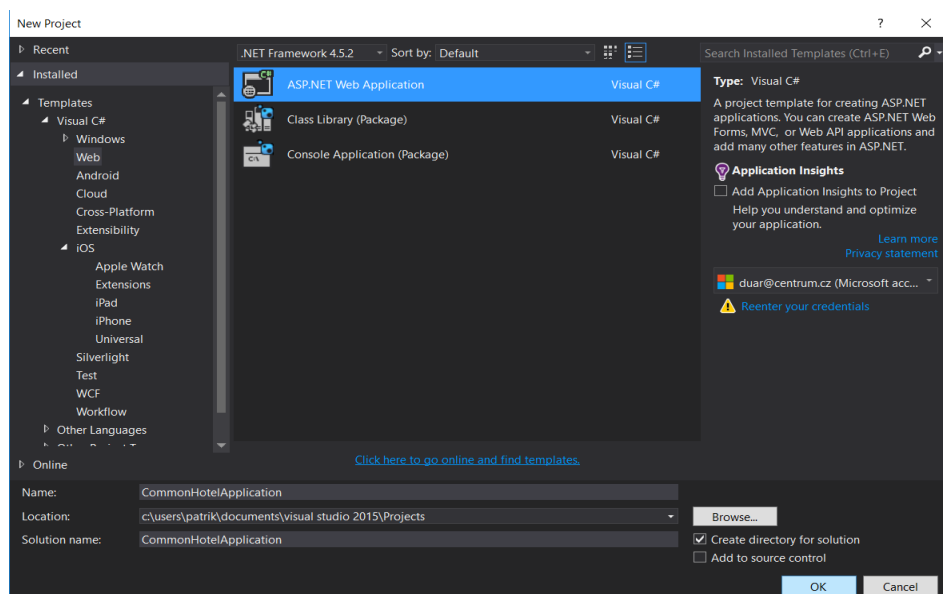 New Project
? ×
Recent
.NET Framework 4.5.2
Sort by: Default
Search Installed Templates (Ctrl+E)
Installed
Templates
Visual C#
Windows
Web
Android
Cloud
Cross-Platform
Extensibility
iOS
Apple Watch
Extensions
iPad
iPhone
Universal
Silverlight
Test
WCF
Workflow
Other Languages
Online
ASP.NET Web Application Visual C#
Class Library (Package) Visual C#
Console Application (Package) Visual C#
Click here to go online and find templates.
Type: Visual C#
A project template for creating ASP.NET
applications. You can create ASP.NET Web
Forms, MVC, or Web API applications and
add many other features in ASP.NET.
Application Insights
Add Application Insights to Project
Help you understand and optimize
your application.
Learn more
Privacy statement
duar@centrum.cz (Microsoft acc...
Reenter your credentials
Name: CommonHotelApplication
Location: c:\users\patrik\documents\visual studio 2015\Projects
Browse...
Solution name: CommonHotelApplication
Create directory for solution
Add to source control
OK Cancel